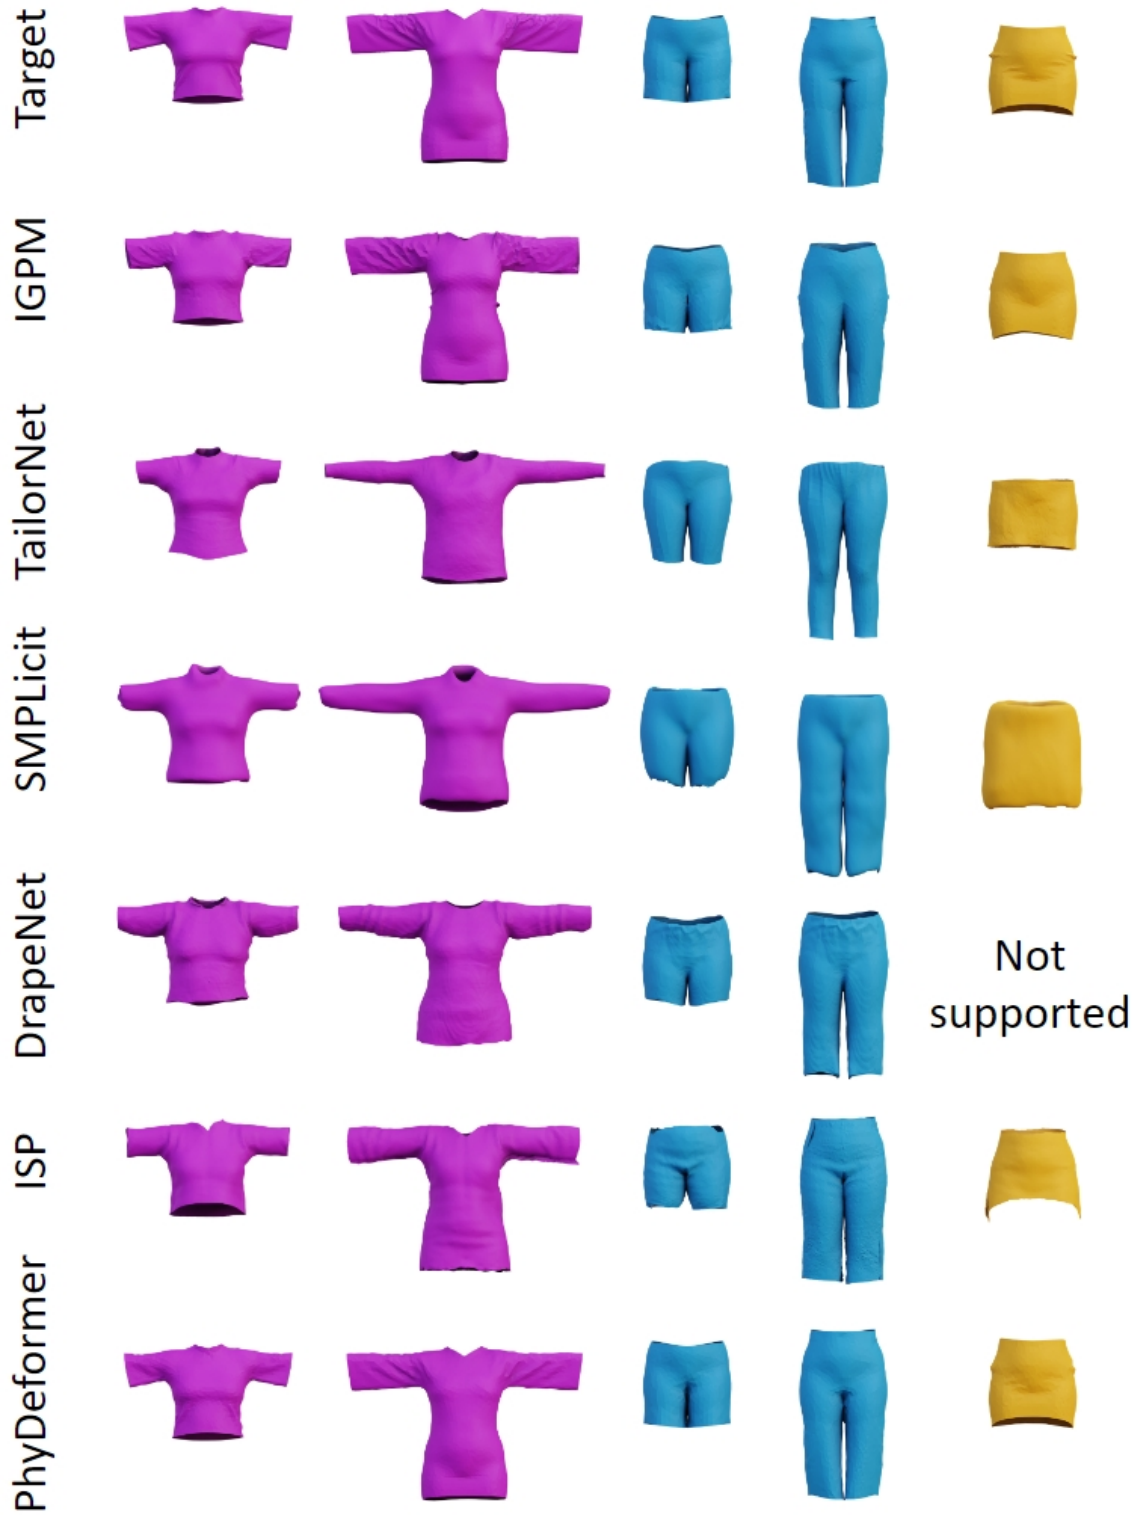 Target
IGPM
TailorNet
SMPLicit
DrapeNet
Not
supported
ISP
PhyDeformer